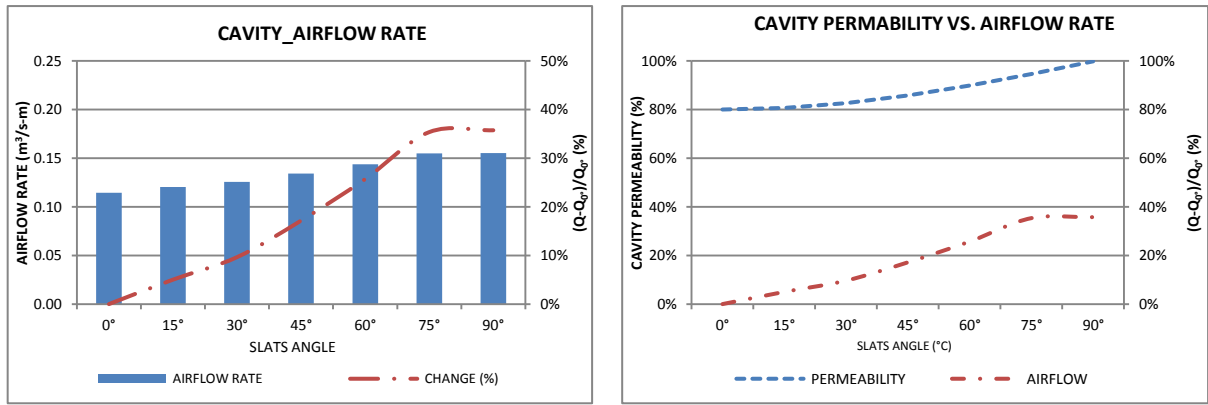 CAVITY_AIRFLOW RATE
AIRFLOW RATE (m³/s-m)
0.25
0.20
0.15
0.10
0.05
0.00
50%
40%
30%
20%
10%
0%
(Q-Q0°)/Q0° (%)
0° 15° 30° 45° 60° 75° 90°
SLATS ANGLE
AIRFLOW RATE CHANGE (%)
CAVITY PERMABILITY VS. AIRFLOW RATE
CAVITY PERMEABILITY (%)
100%
80%
60%
40%
20%
0%
100%
80%
60%
40%
20%
0%
(Q-Q0°)/Q0° (%)
0° 15° 30° 45° 60° 75° 90°
SLATS ANGLE (°C)
PERMEABILITY AIRFLOW